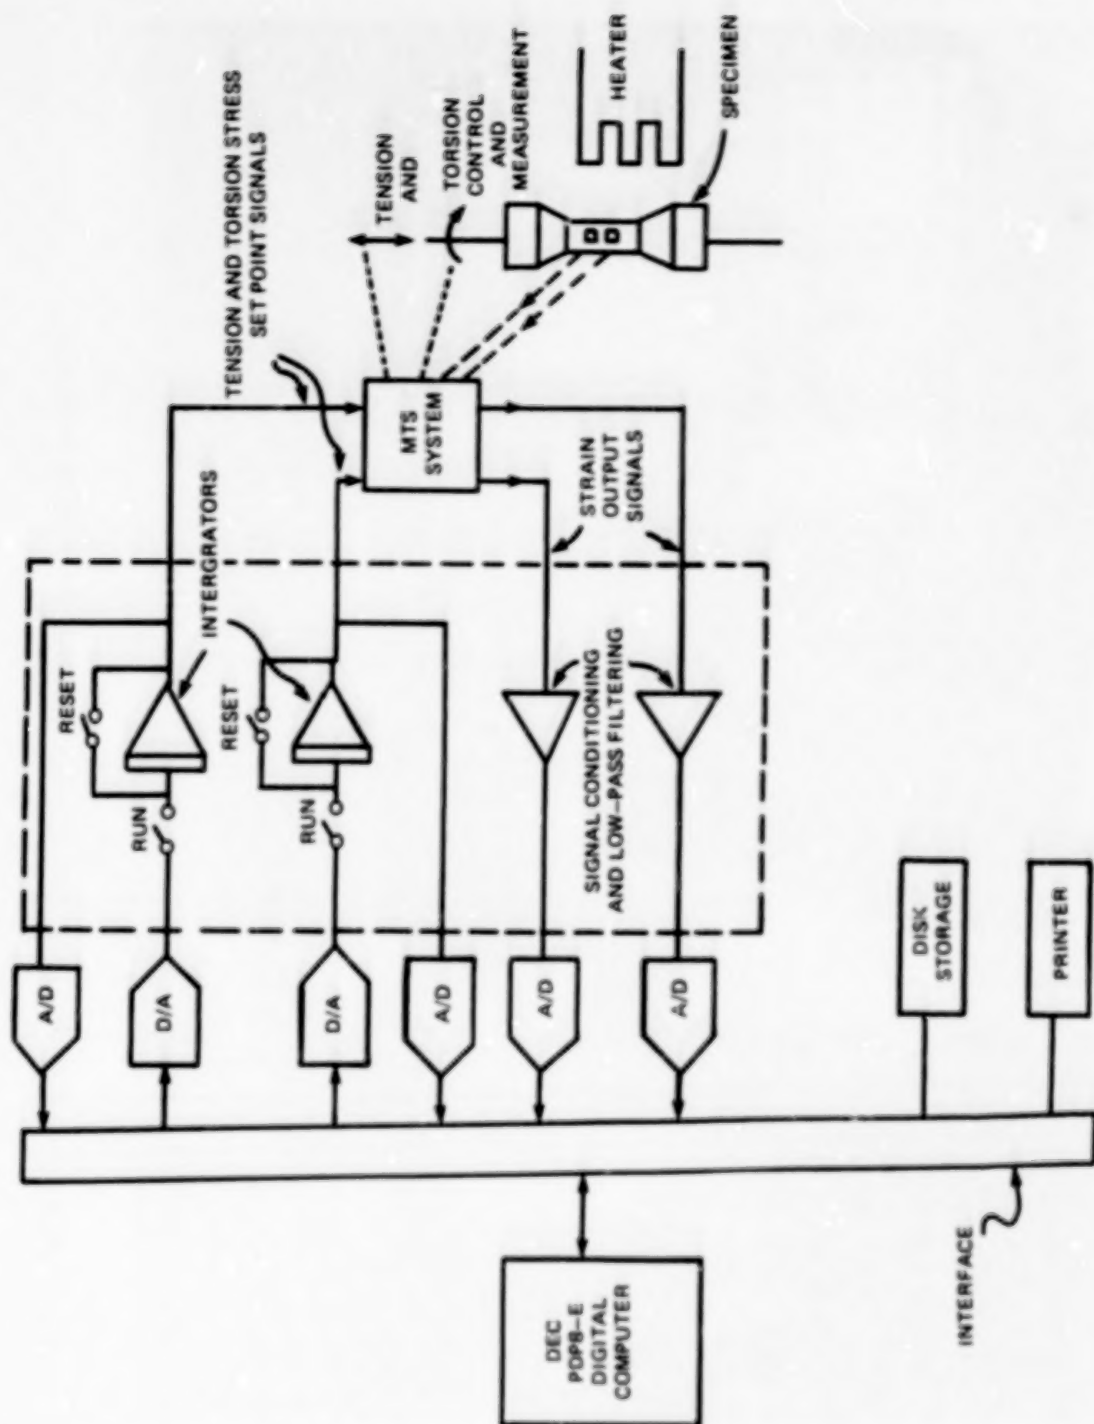 DEC
PDP8-E
DIGITAL
COMPUTER
INTERFACE
A/D
D/A
D/A
A/D
A/D
A/D
DISK
STORAGE
PRINTER
RUN
RESET
RUN
RESET
INTERGRATORS
SIGNAL CONDITIONING
AND LOW-PASS FILTERING
STRAIN
OUTPUT
SIGNALS
TENSION AND TORSION STRESS
SET POINT SIGNALS
MTS
SYSTEM
TENSION
AND
TORSION
CONTROL
AND
MEASUREMENT
HEATER
SPECIMEN